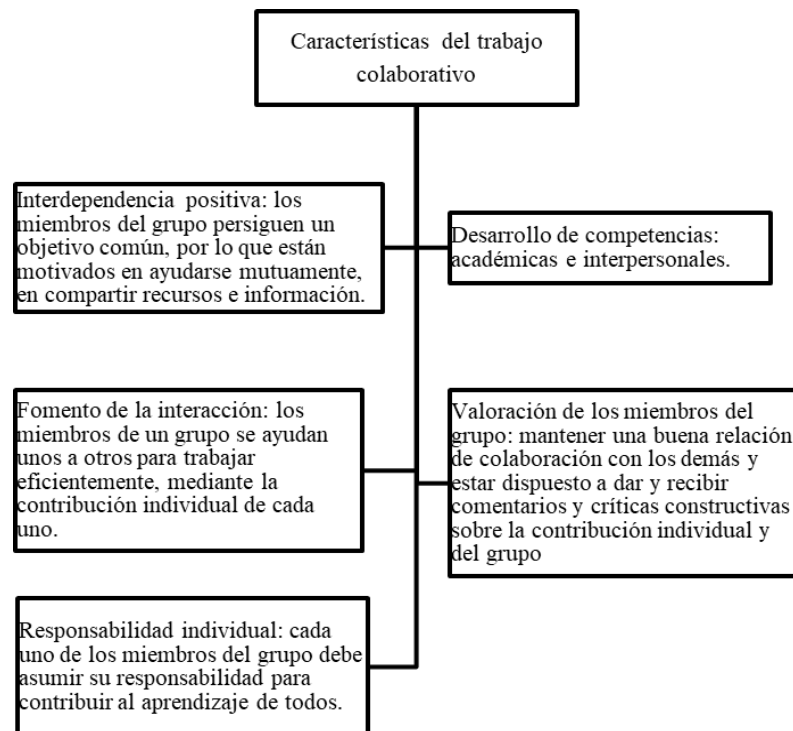 Características del trabajo
colaborativo
Interdependencia positiva: los
miembros del grupo persiguen un
objetivo común, por lo que están
motivados en ayudarse mutuamente,
en compartir recursos e información.
Desarrollo de competencias:
académicas e interpersonales.
Fomento de la interacción: los
miembros de un grupo se ayudan
unos a otros para trabajar
eficientemente, mediante la
contribución individual de cada
uno.
Valoración de los miembros del
grupo: mantener una buena relación
de colaboración con los demás y
estar dispuesto a dar y recibir
comentarios y críticas constructivas
sobre la contribución individual y
del grupo
Responsabilidad individual: cada
uno de los miembros del grupo debe
asumir su responsabilidad para
contribuir al aprendizaje de todos.